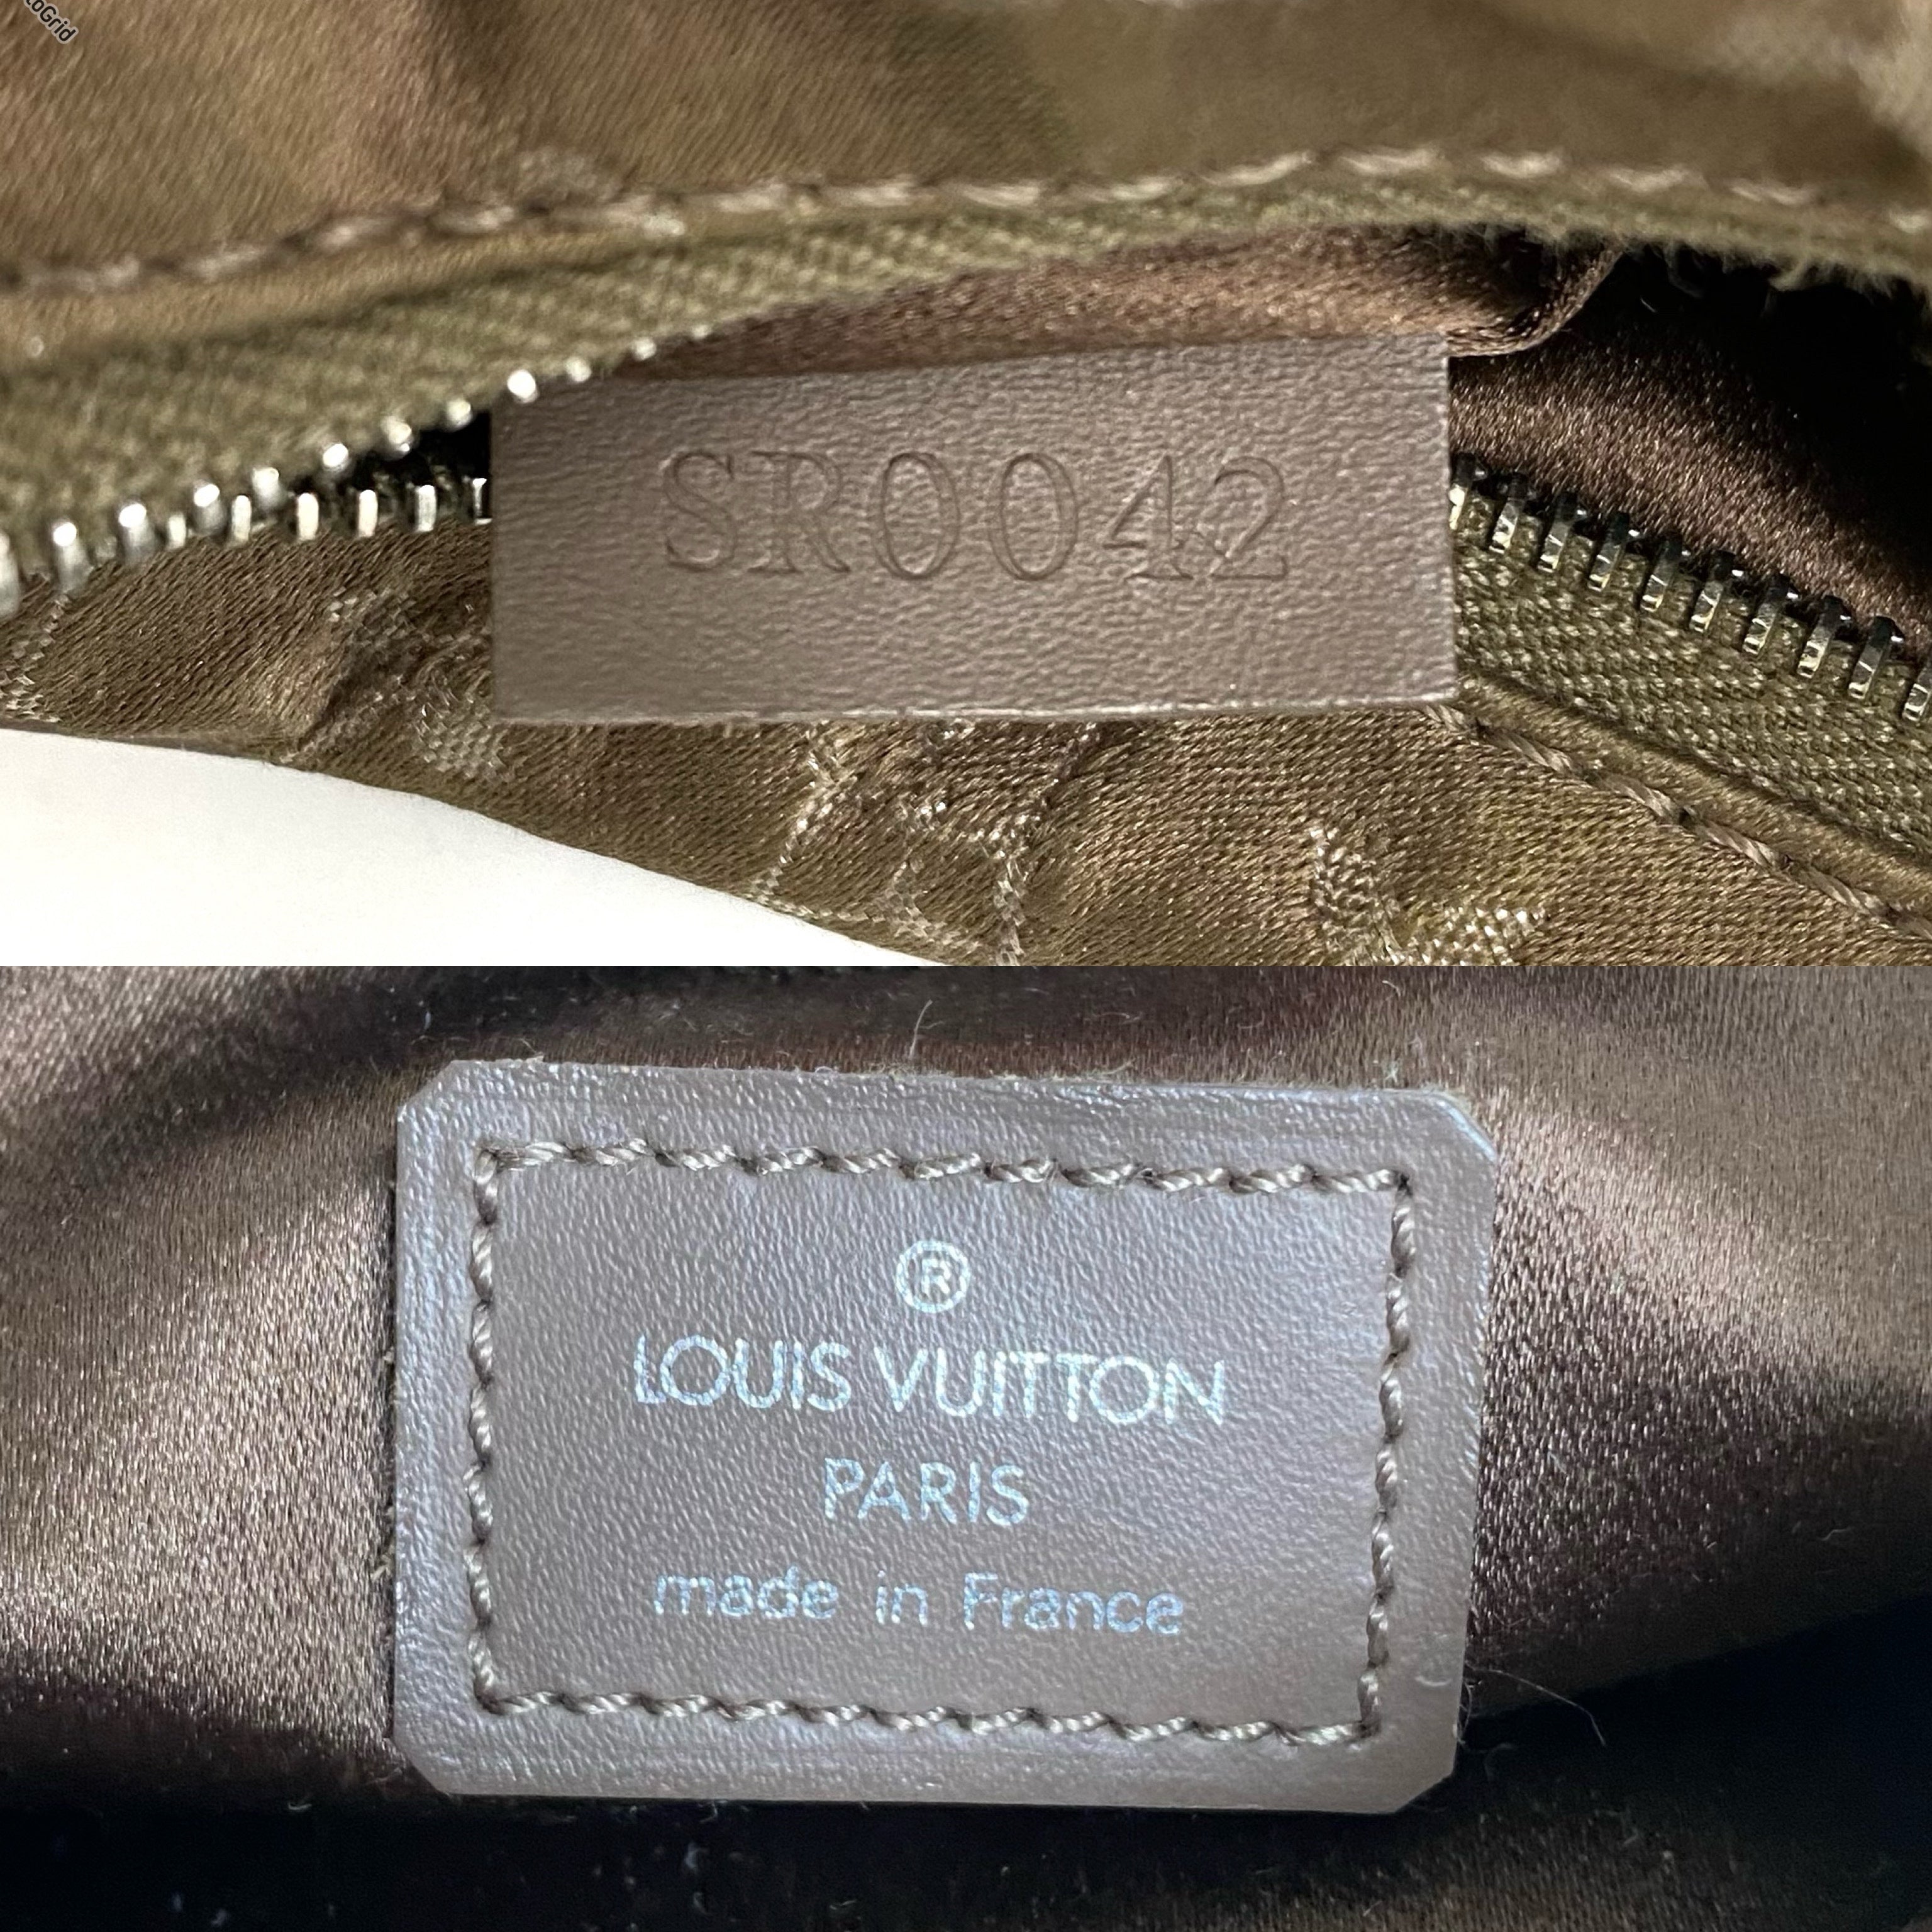 SR0042
®
LOUIS VUITTON
PARIS
made in France